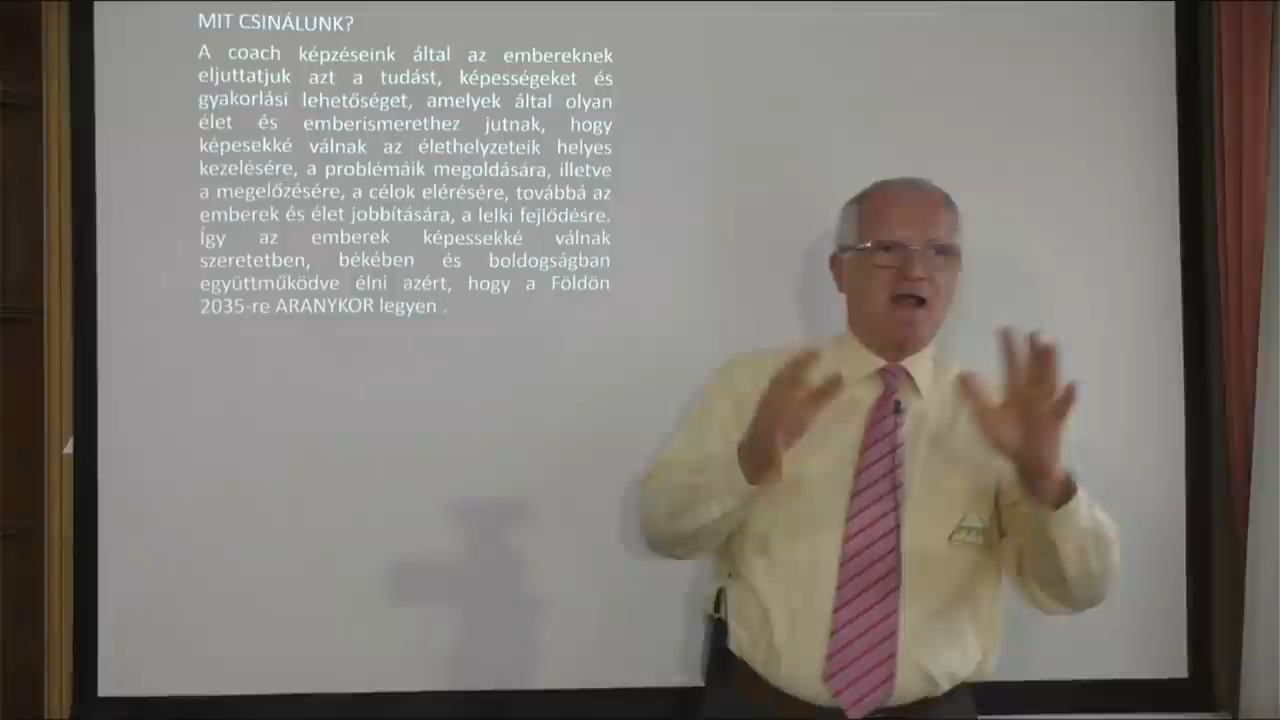 MIT CSINÁLUNK?
A coach képzéseink által az embereknek
eljuttatjuk azt a tudást, képességeket és
gyakorlási lehetőséget, amelyek által olyan
élet és emberismerethez jutnak, hogy
képesekké válnak az élethelyzeteik helyes
kezelésére, a problémáik megoldására, illetve
a megelőzésére, a célok elérésére, továbbá az
emberek és élet jobbítására, a lelki fejlődésre.
Így az emberek képessekké válnak
szeretetben, békében és boldogságban
együttműködve élni azért, hogy a Földön
2035-re ARANYKOR legyen .